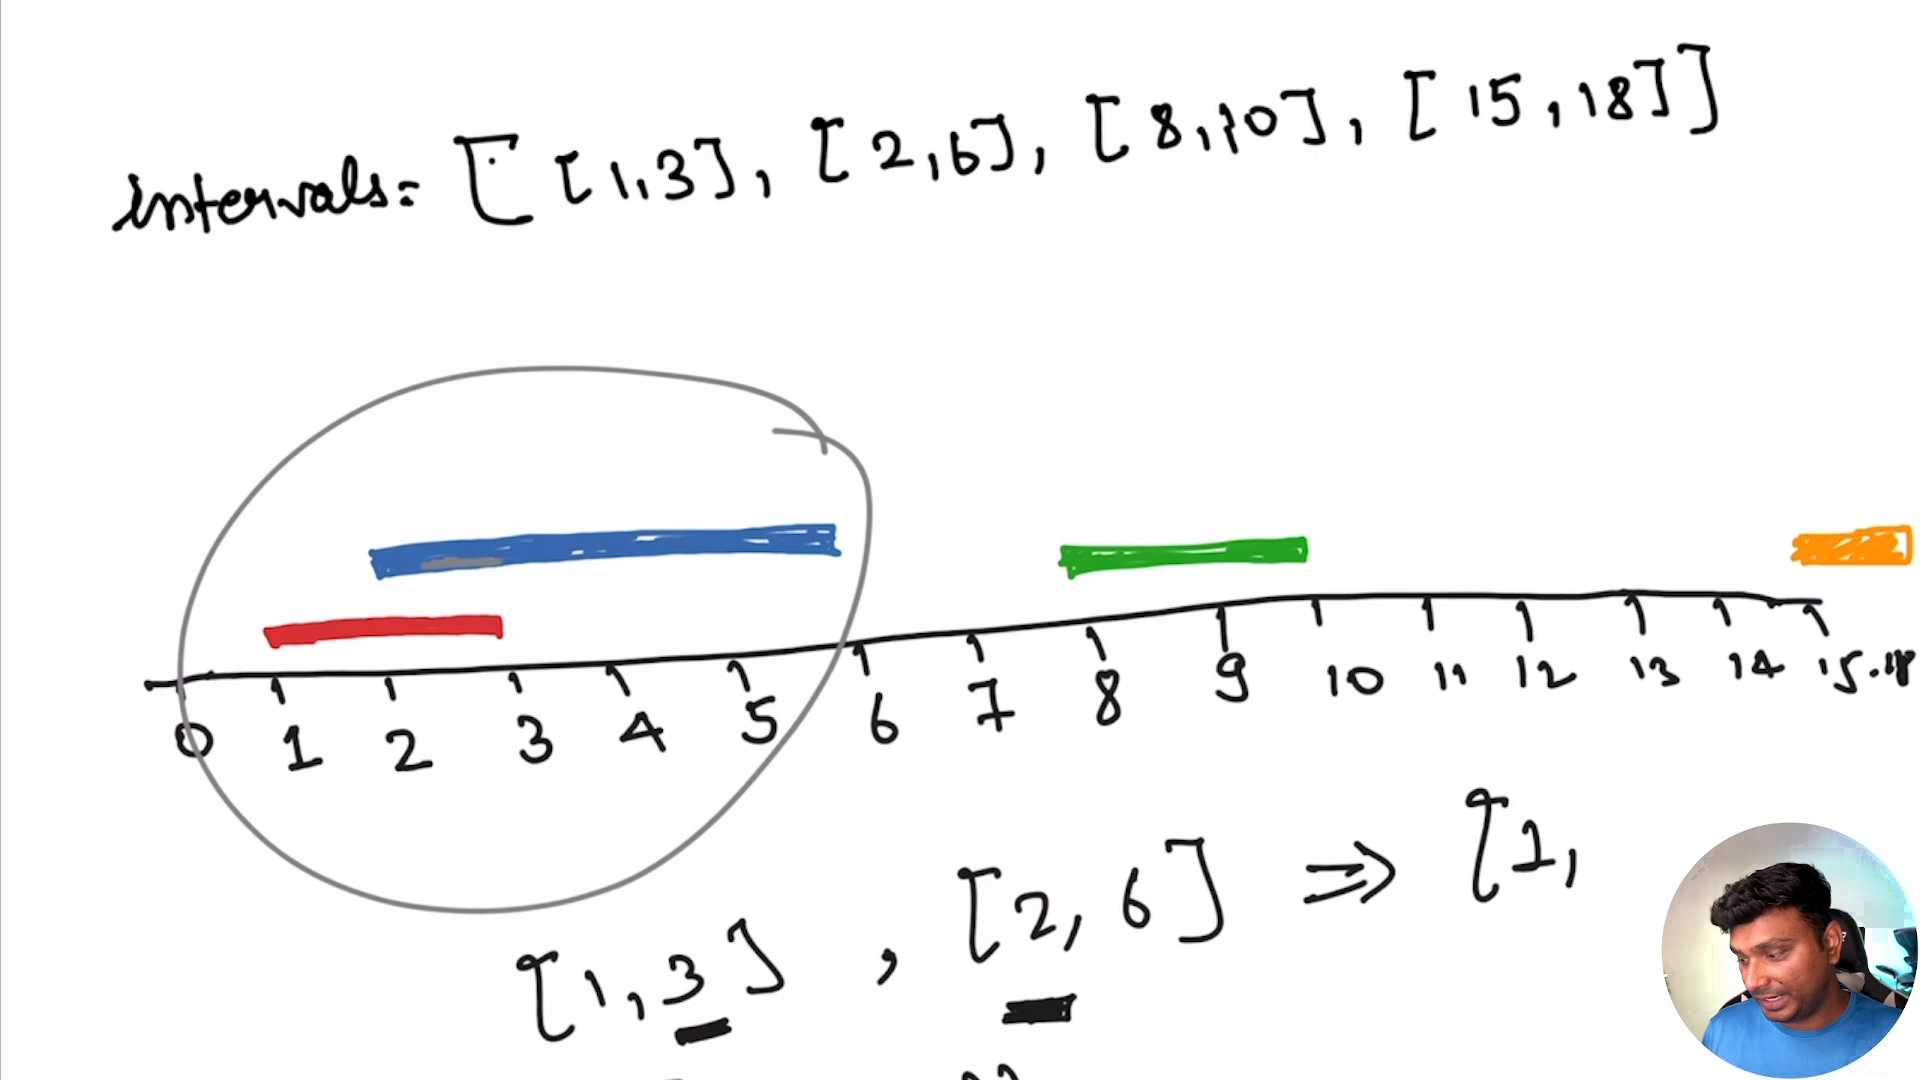 intervals= [ [1,3], [2,6], [8,10], [15,18]]
0 1 2 3 4 5 6 7 8 9 10 11 12 13 14 15.18
[1,3] , [2,6] ⇒ [1,